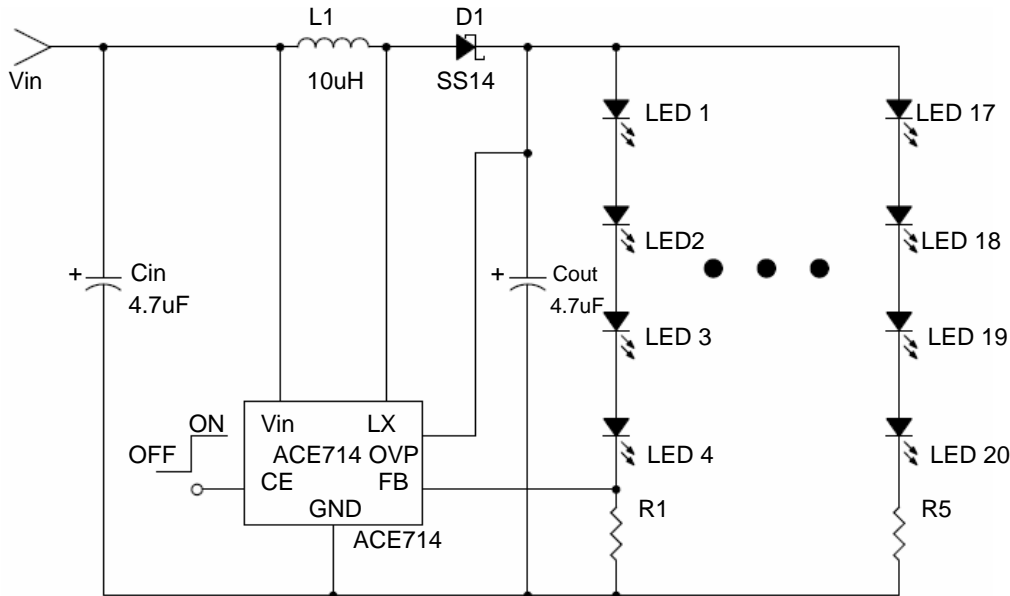 L1
D1
Vin
10uH
SS14
LED 1
LED 17
LED2
LED 18
+
Cin
4.7uF
+
Cout
4.7uF
LED 3
LED 19
ON
OFF
Vin
LX
ACE714
OVP
CE
FB
GND
ACE714
LED 4
LED 20
R1
R5